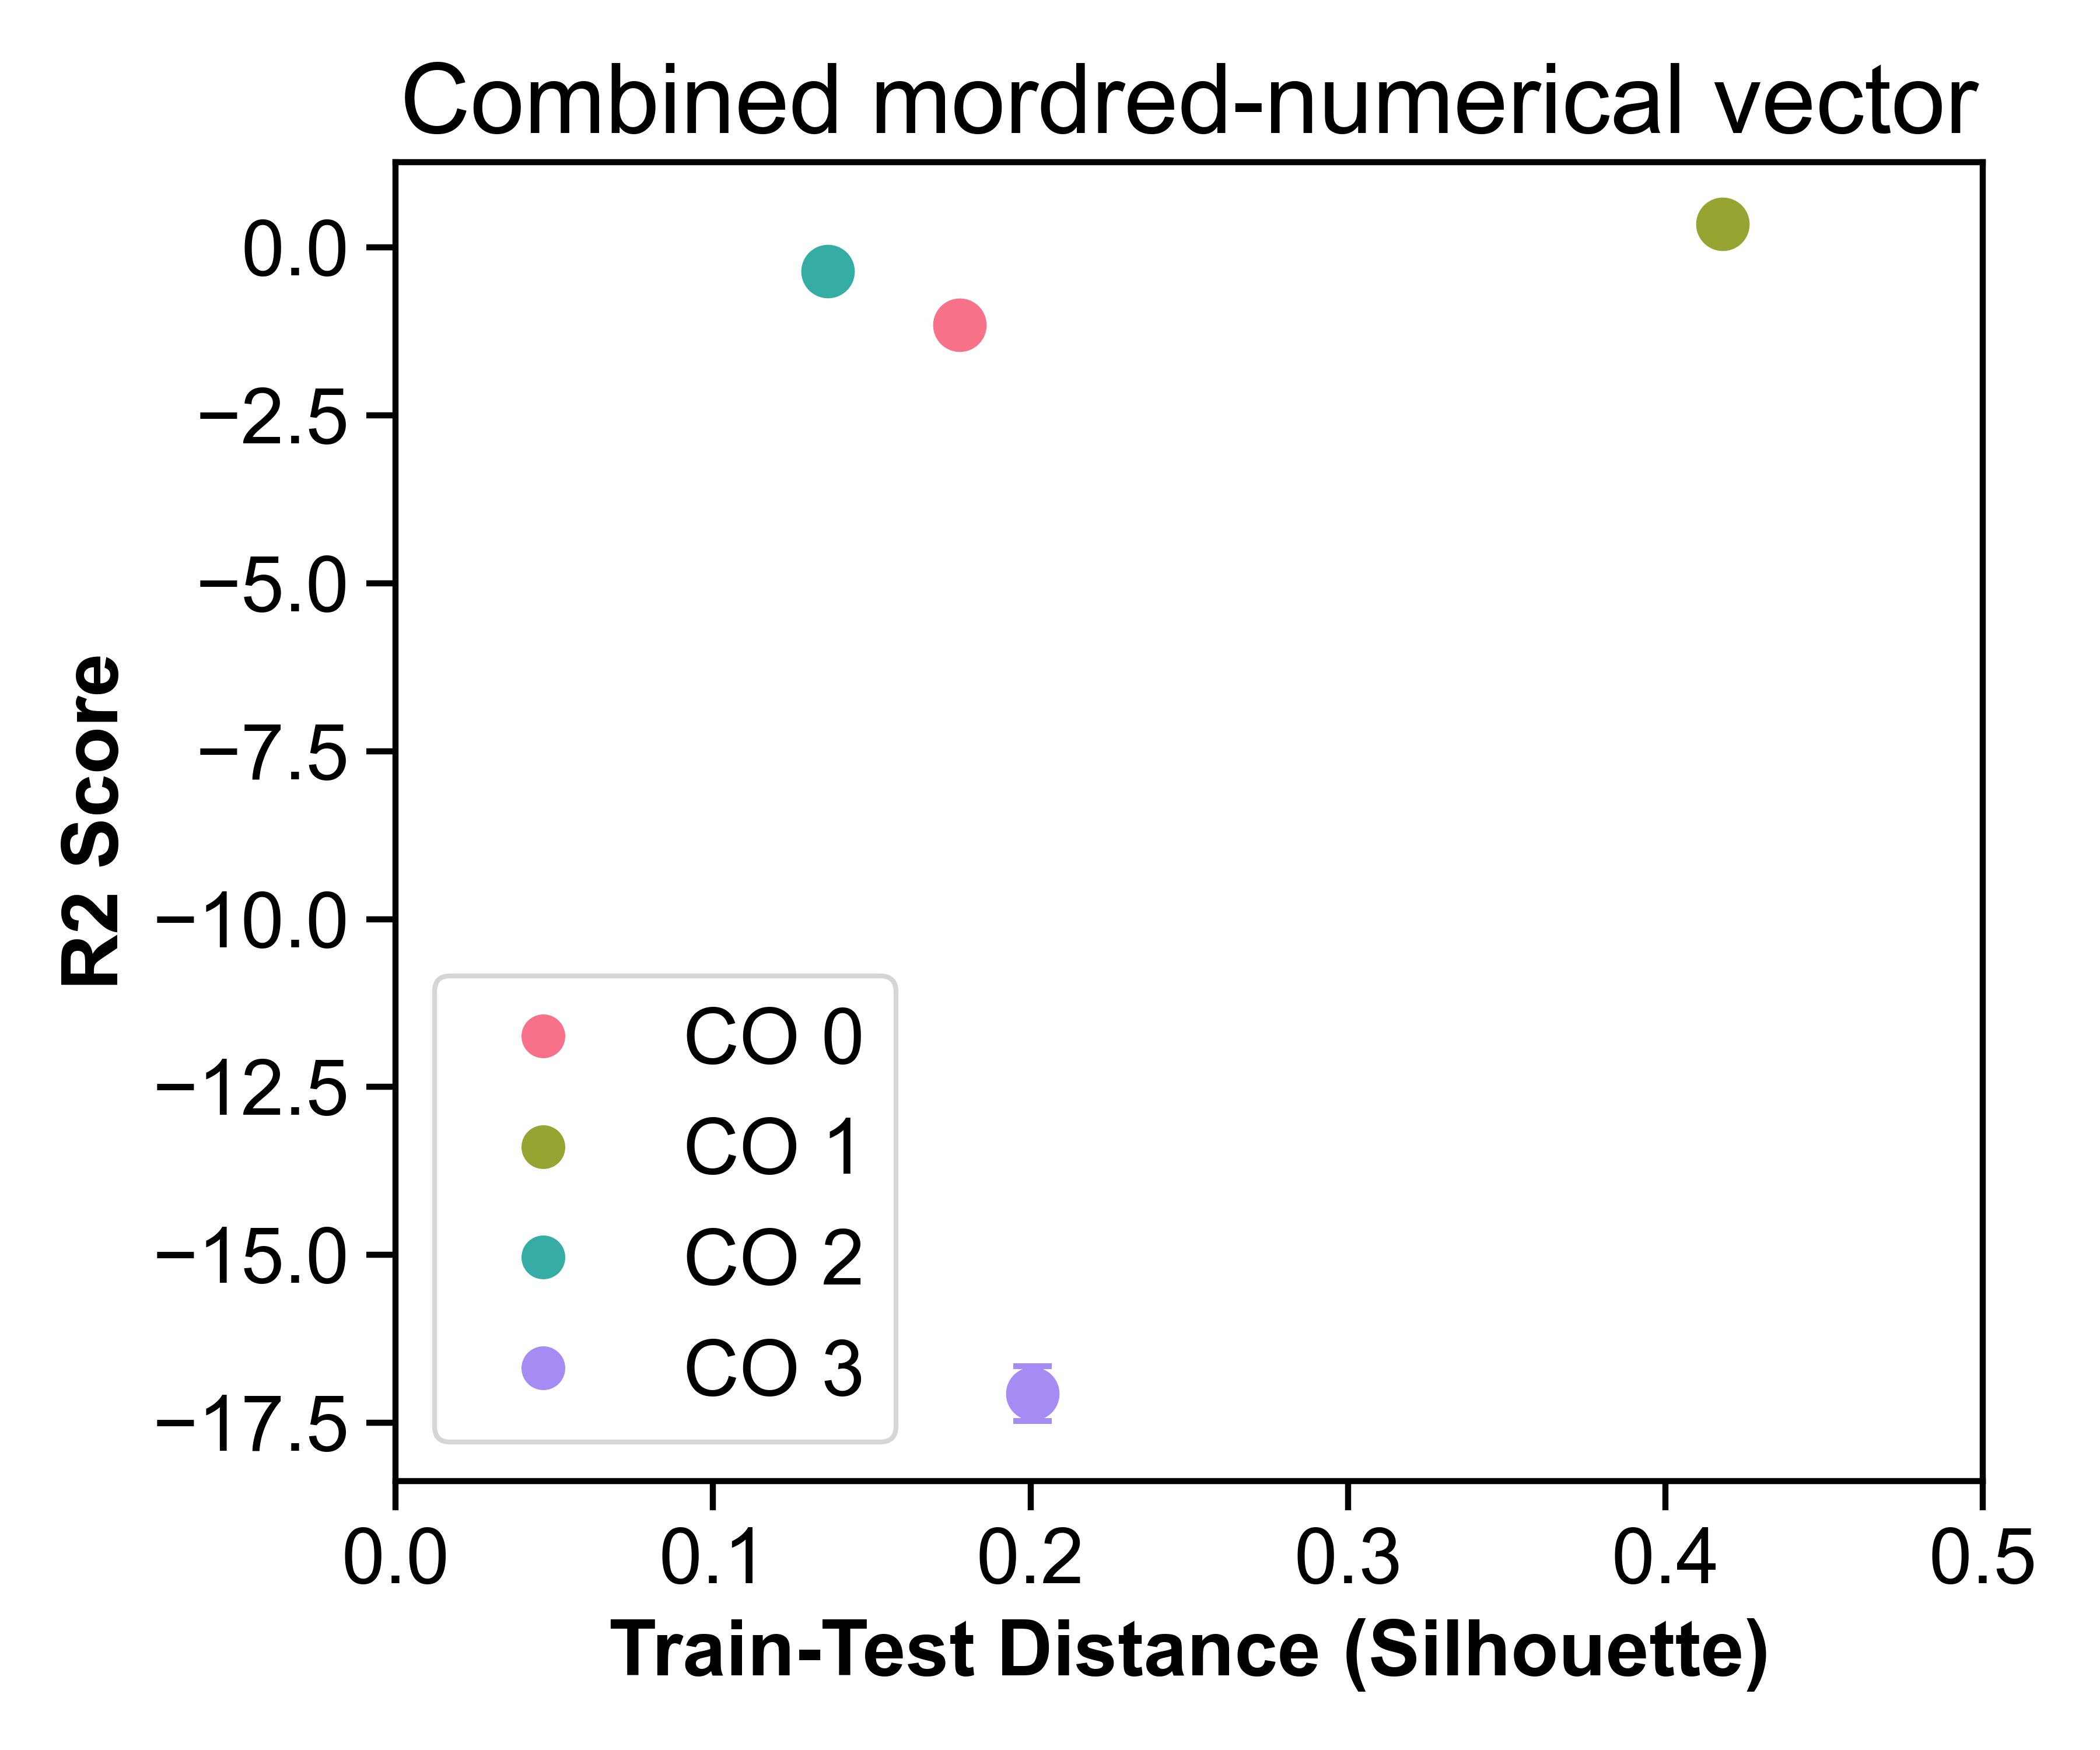 Combined mordred-numerical vector
0.0
−2.5
−5.0
−7.5
−10.0
−12.5
−15.0
−17.5
R2 Score
CO 0
CO 1
CO 2
CO 3
0.0 0.1 0.2 0.3 0.4 0.5
Train-Test Distance (Silhouette)